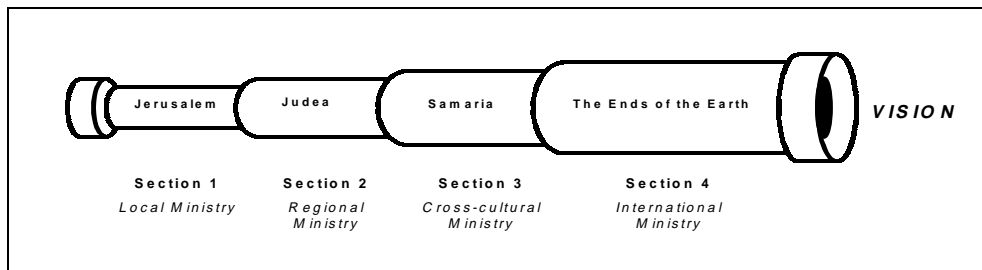 Jerusalem Judea Samaria The Ends of the Earth
VISION
Section 1 Section 2 Section 3 Section 4
Local Ministry Regional Cross-cultural International
Ministry Ministry Ministry